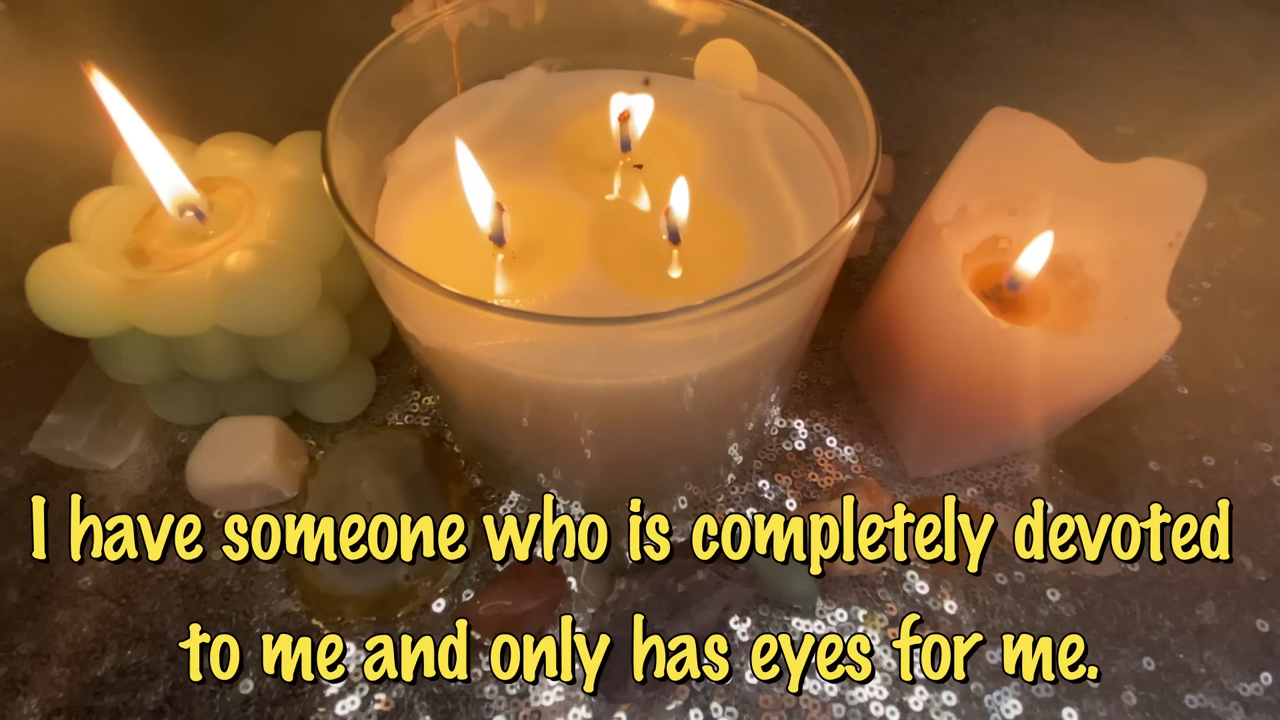 I have someone who is completely devoted
to me and only has eyes for me.